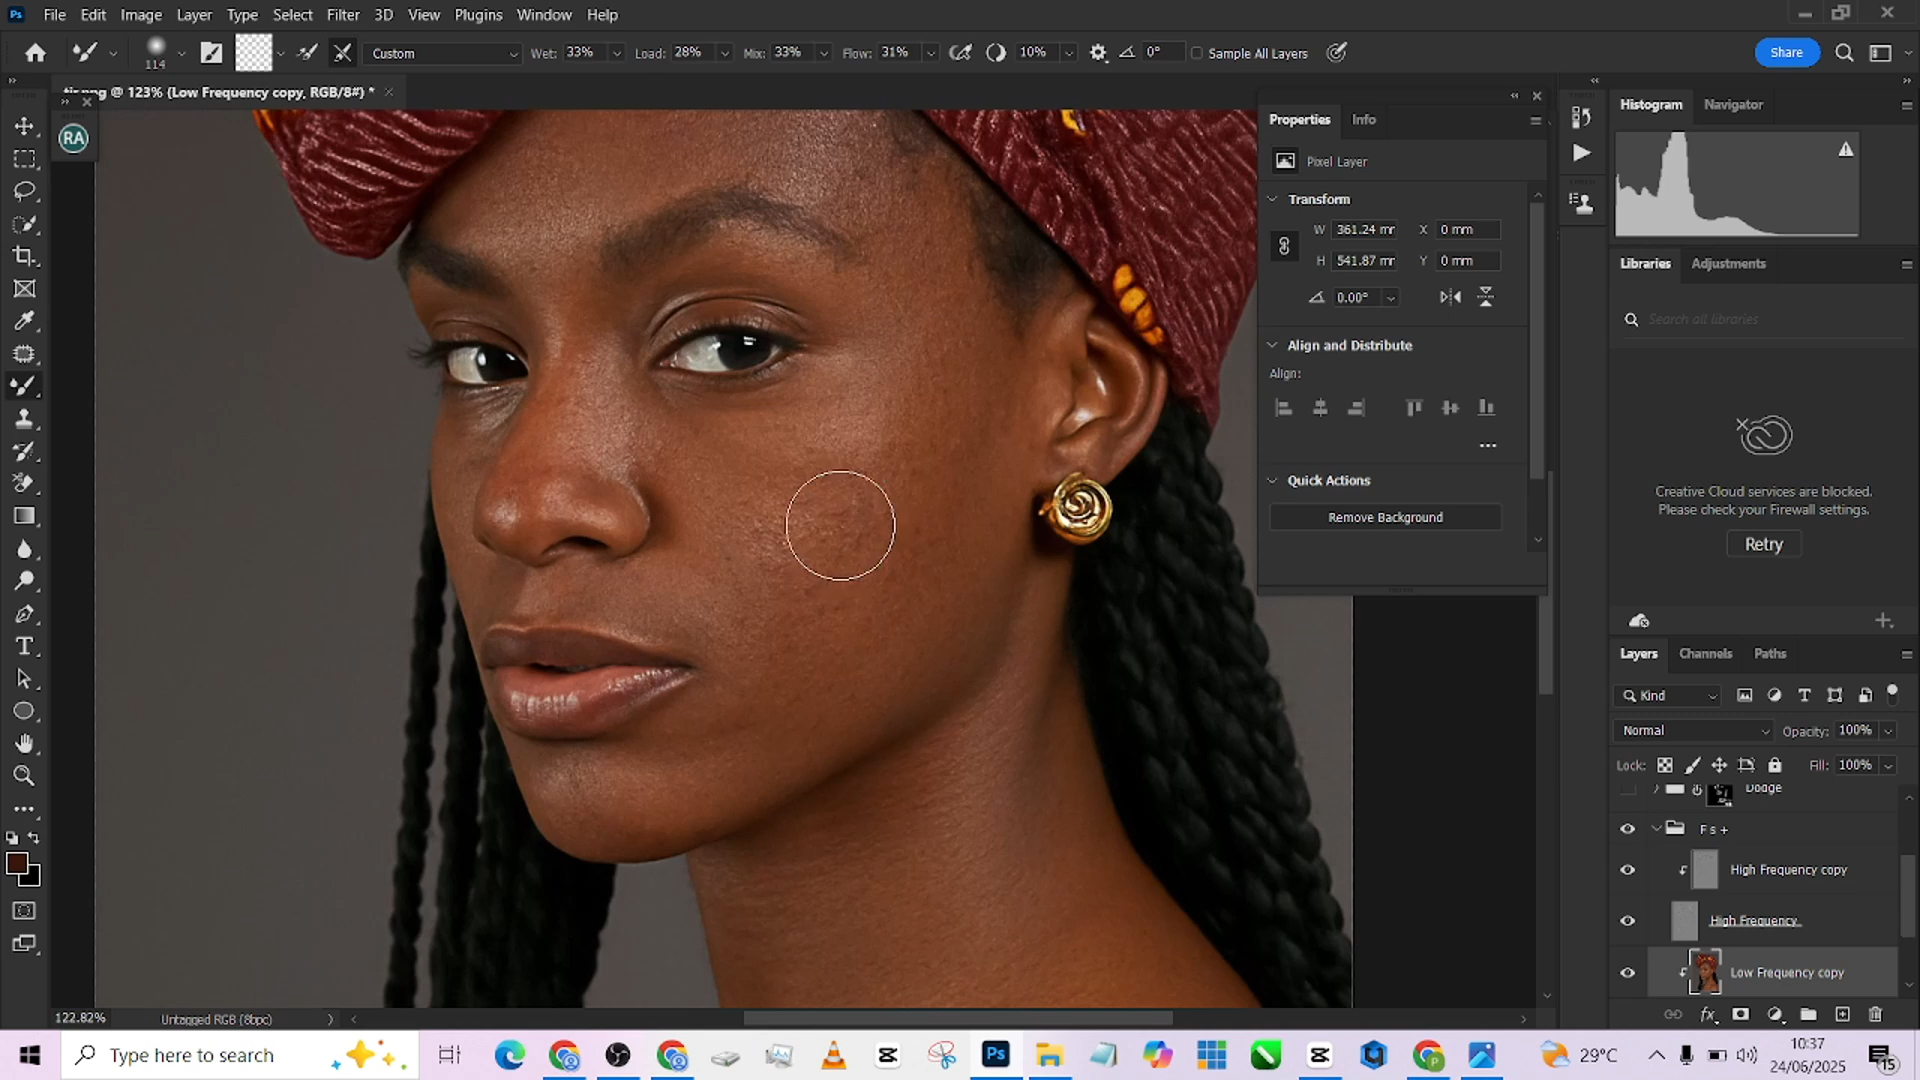 Ps File Edit Image Layer Type Select Filter 3D View Plugins Window Help
114 Custom Wet: 33% Load: 28% Mix: 33% Flow: 31% 10% 0° Sample All Layers Share
@ 123% (Low Frequency copy, RGB/8#) *
RA
Properties Info
Pixel Layer
Transform
W 361.24 mr X 0 mm
H 541.87 mr Y 0 mm
0.00°
Align and Distribute
Align:
Quick Actions
Remove Background
Histogram Navigator
Libraries Adjustments
Search all libraries
Creative Cloud services are blocked.
Please check your Firewall settings.
Retry
Layers Channels Paths
Kind
Normal Opacity: 100%
Lock: Fill: 100%
Dodge
F s +
High Frequency copy
High Frequency
Low Frequency copy
122.82% Untagged RGB (8bpc)
Type here to search
Ps
29°C
10:37
24/06/2025
15